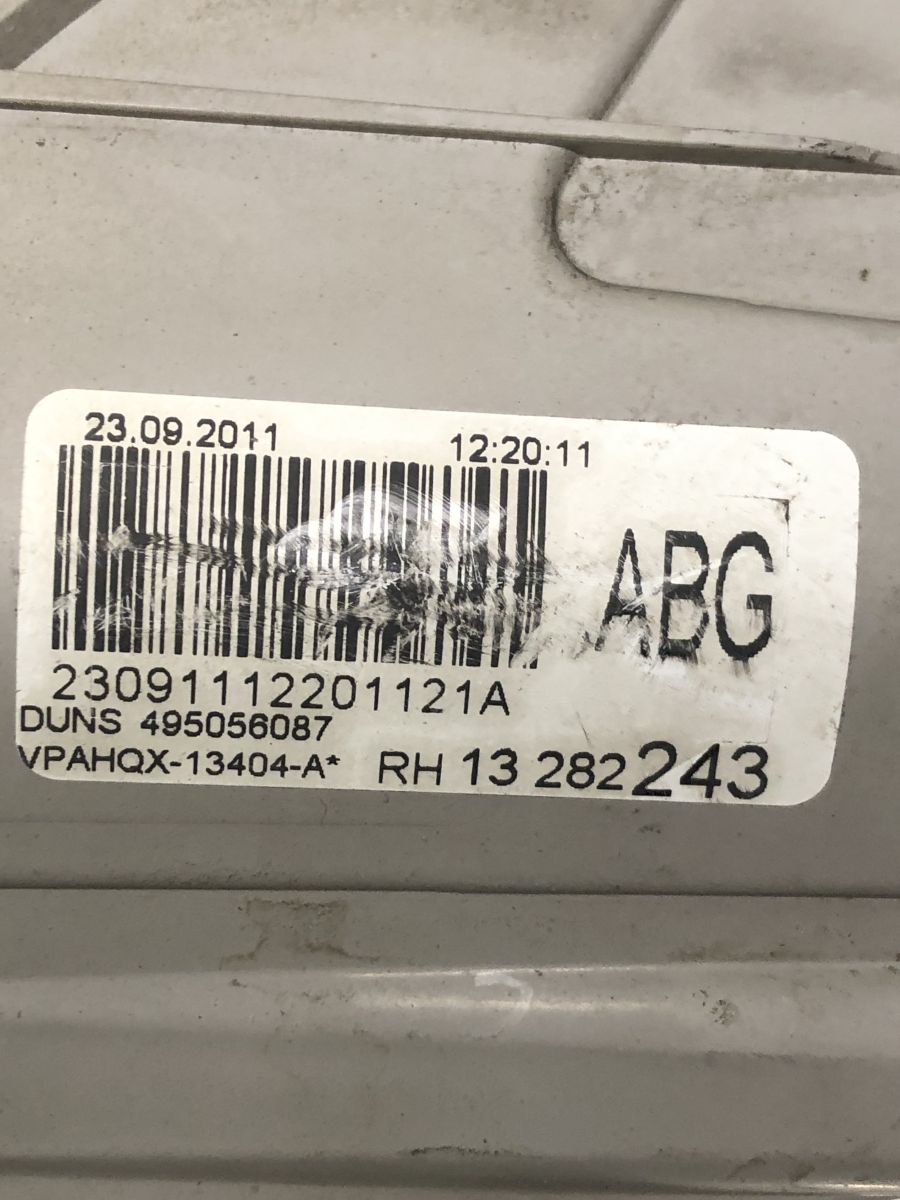 23.09.2011 12:20:11
ABG
23091112201121A
DUNS 495056087
VPAHQX-13404-A* RH 13 282 243